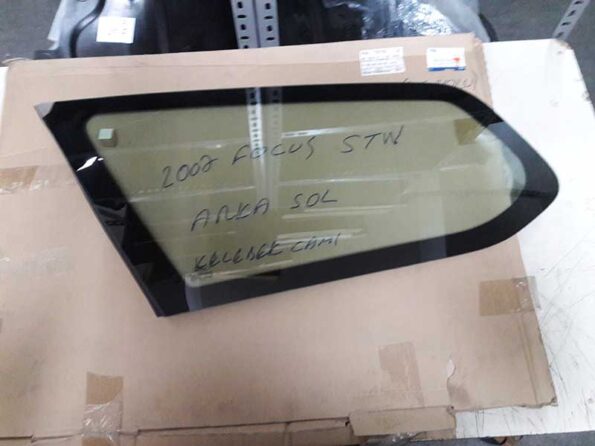 2007 FOCUS STW
ARKA SOL
KELEBEK CAMI